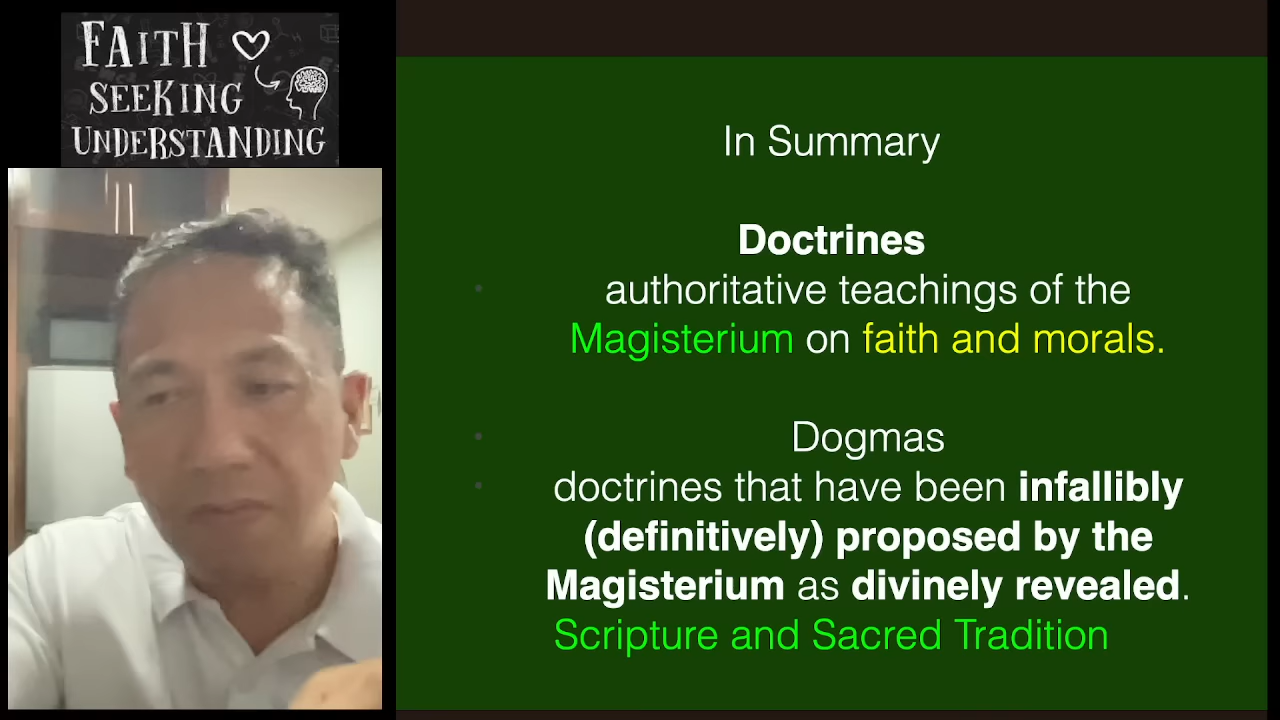 FAITH
SEEKING
UNDERSTANDING
In Summary
Doctrines
• authoritative teachings of the
Magisterium on faith and morals.
• Dogmas
• doctrines that have been infallibly
(definitively) proposed by the
Magisterium as divinely revealed.
Scripture and Sacred Tradition